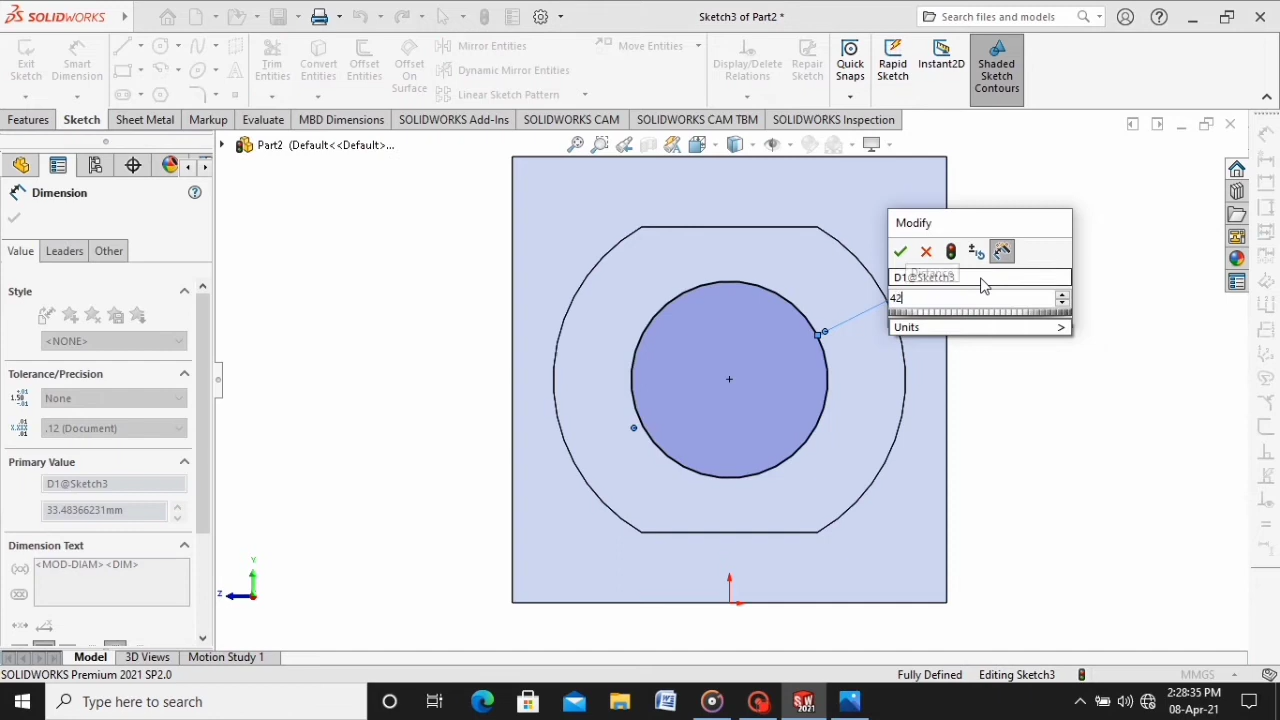 SOLIDWORKS
Sketch3 of Part2 *
Search files and models
Exit Sketch
Smart Dimension
Trim Entities
Convert Entities
Offset Entities
Offset On Surface
Mirror Entities
Dynamic Mirror Entities
Linear Sketch Pattern
Move Entities
Display/Delete Relations
Repair Sketch
Quick Snaps
Rapid Sketch
Instant2D
Shaded Sketch Contours
Features Sketch Sheet Metal Markup Evaluate MBD Dimensions SOLIDWORKS Add-Ins SOLIDWORKS CAM SOLIDWORKS CAM TBM SOLIDWORKS Inspection
Part2 (Default<<Default>...
Dimension
Value Leaders Other
Style
<NONE>
Tolerance/Precision
None
.12 (Document)
Primary Value
D1@Sketch3
33.48366231mm
Dimension Text
<MOD-DIAM><DIM>
Modify
D1@Sketch3
Distance
42
Units >
Y
Z
Model 3D Views Motion Study 1
SOLIDWORKS Premium 2021 SP2.0
Fully Defined Editing Sketch3 MMGS
Type here to search
2:28:35 PM
08-Apr-21